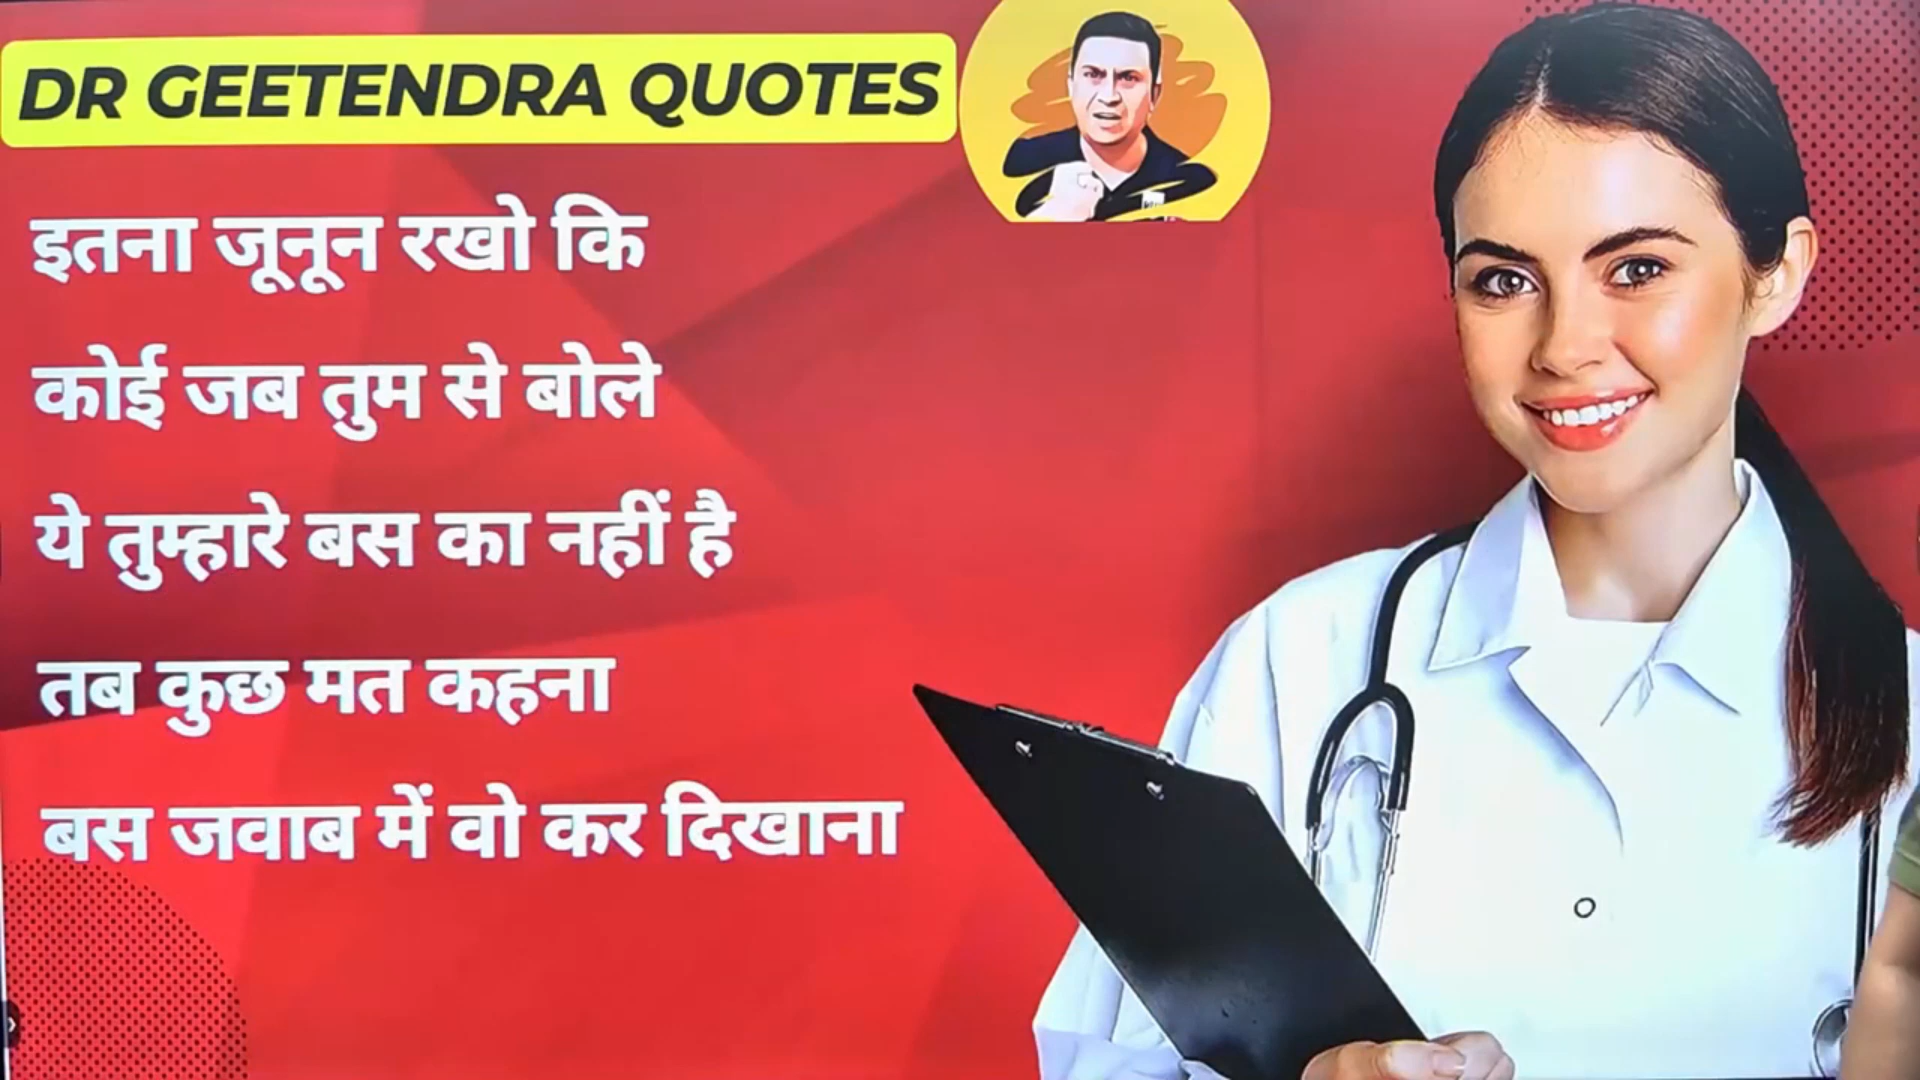 DR GEETENDRA QUOTES
इतना जूनून रखो कि
कोई जब तुम से बोले
ये तुम्हारे बस का नहीं है
तब कुछ मत कहना
बस जवाब में वो कर दिखाना